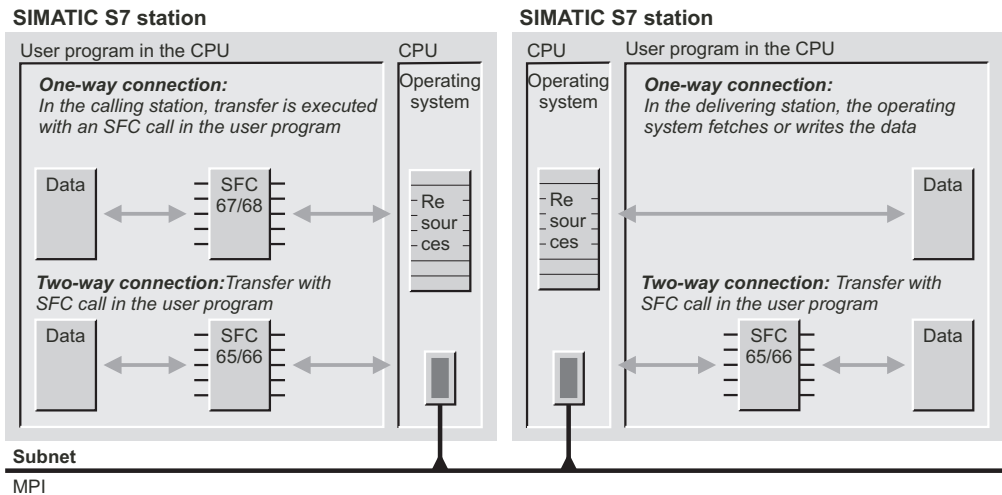 SIMATIC S7 station
User program in the CPU
CPU
One-way connection:
In the calling station, transfer is executed
with an SFC call in the user program
Operating
system
Data
SFC
67/68
Re
sour
ces
Two-way connection:Transfer with
SFC call in the user program
Data
SFC
65/66
SIMATIC S7 station
CPU
User program in the CPU
Operating
system
One-way connection:
In the delivering station, the operating
system fetches or writes the data
Re
sour
ces
Data
Two-way connection: Transfer with
SFC call in the user program
SFC
65/66
Data
Subnet
MPI